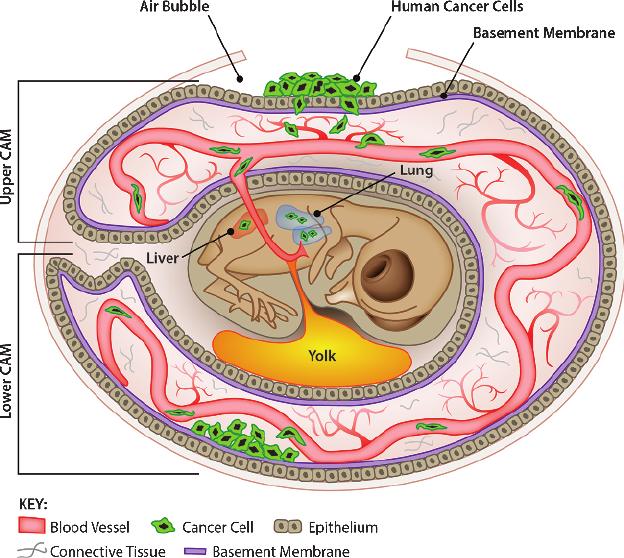 Air Bubble
Human Cancer Cells
Basement Membrane
Upper CAM
Lung
Liver
Lower CAM
Yolk
KEY:
Blood Vessel
Cancer Cell
Epithelium
Connective Tissue
Basement Membrane